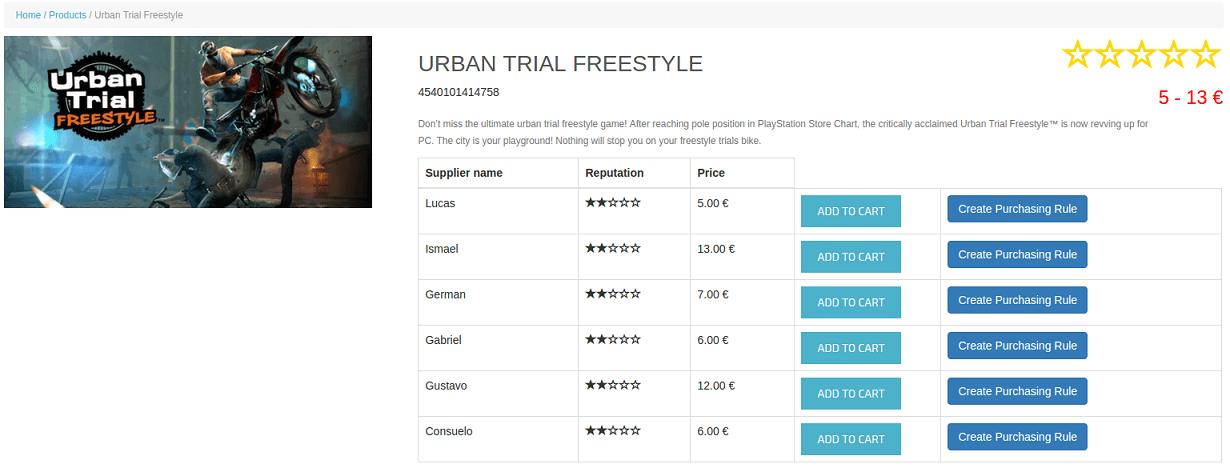 Home / Products / Urban Trial Freestyle
Urban
Trial
FREESTYLE™
URBAN TRIAL FREESTYLE
4540101414758
5 - 13 €
Don't miss the ultimate urban trial freestyle game! After reaching pole position in PlayStation Store Chart, the critically acclaimed Urban Trial Freestyle™ is now revving up for
PC. The city is your playground! Nothing will stop you on your freestyle trials bike.
Supplier name Reputation Price
Lucas ★★☆☆☆ 5.00 € ADD TO CART Create Purchasing Rule
Ismael ★★☆☆☆ 13.00 € ADD TO CART Create Purchasing Rule
German ★★☆☆☆ 7.00 € ADD TO CART Create Purchasing Rule
Gabriel ★★☆☆☆ 6.00 € ADD TO CART Create Purchasing Rule
Gustavo ★★☆☆☆ 12.00 € ADD TO CART Create Purchasing Rule
Consuelo ★★☆☆☆ 6.00 € ADD TO CART Create Purchasing Rule